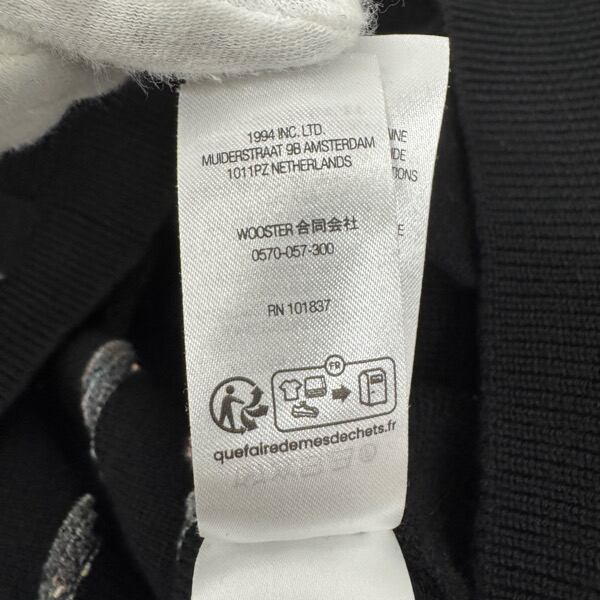 1994 INC. LTD.
MUIDERSTRAAT 9B AMSTERDAM
1011PZ NETHERLANDS
WOOSTER 合同会社
0570-057-300
RN 101837
FR
quefairedemesdechets.fr